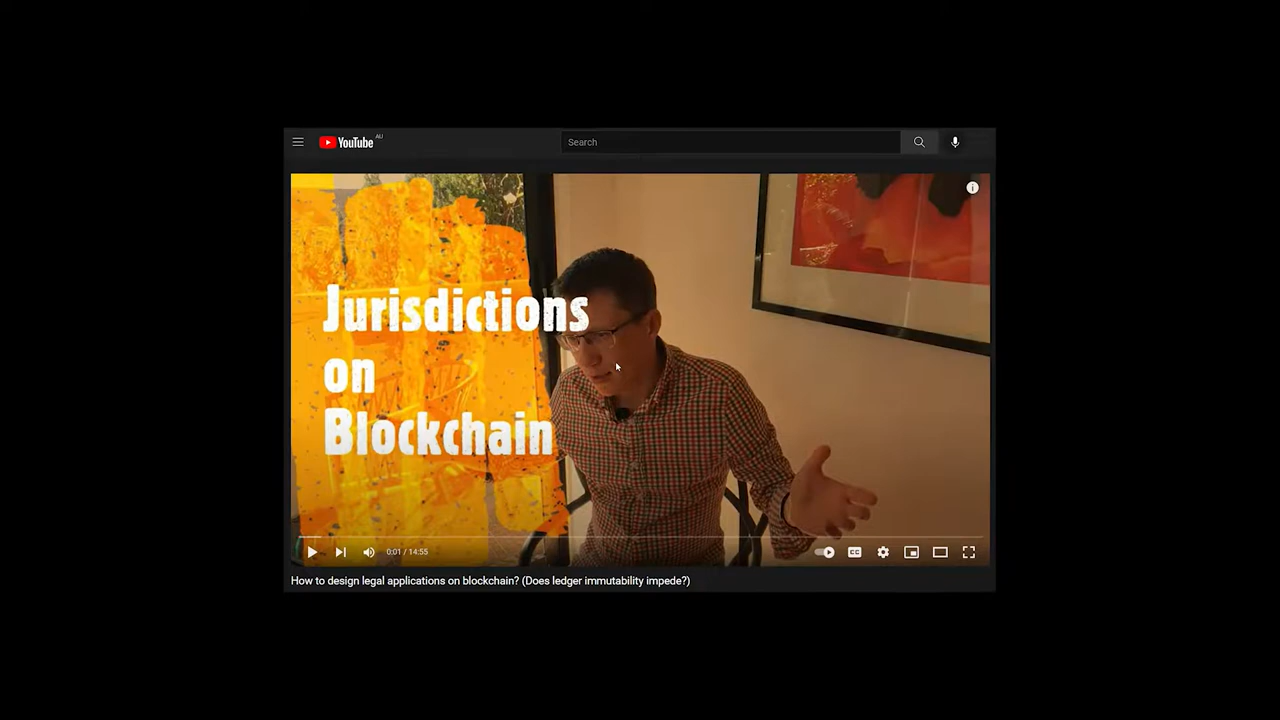 YouTube AU
Search
Jurisdictions
on
Blockchain
0:01 / 14:55
CC
How to design legal applications on blockchain? (Does ledger immutability impede?)